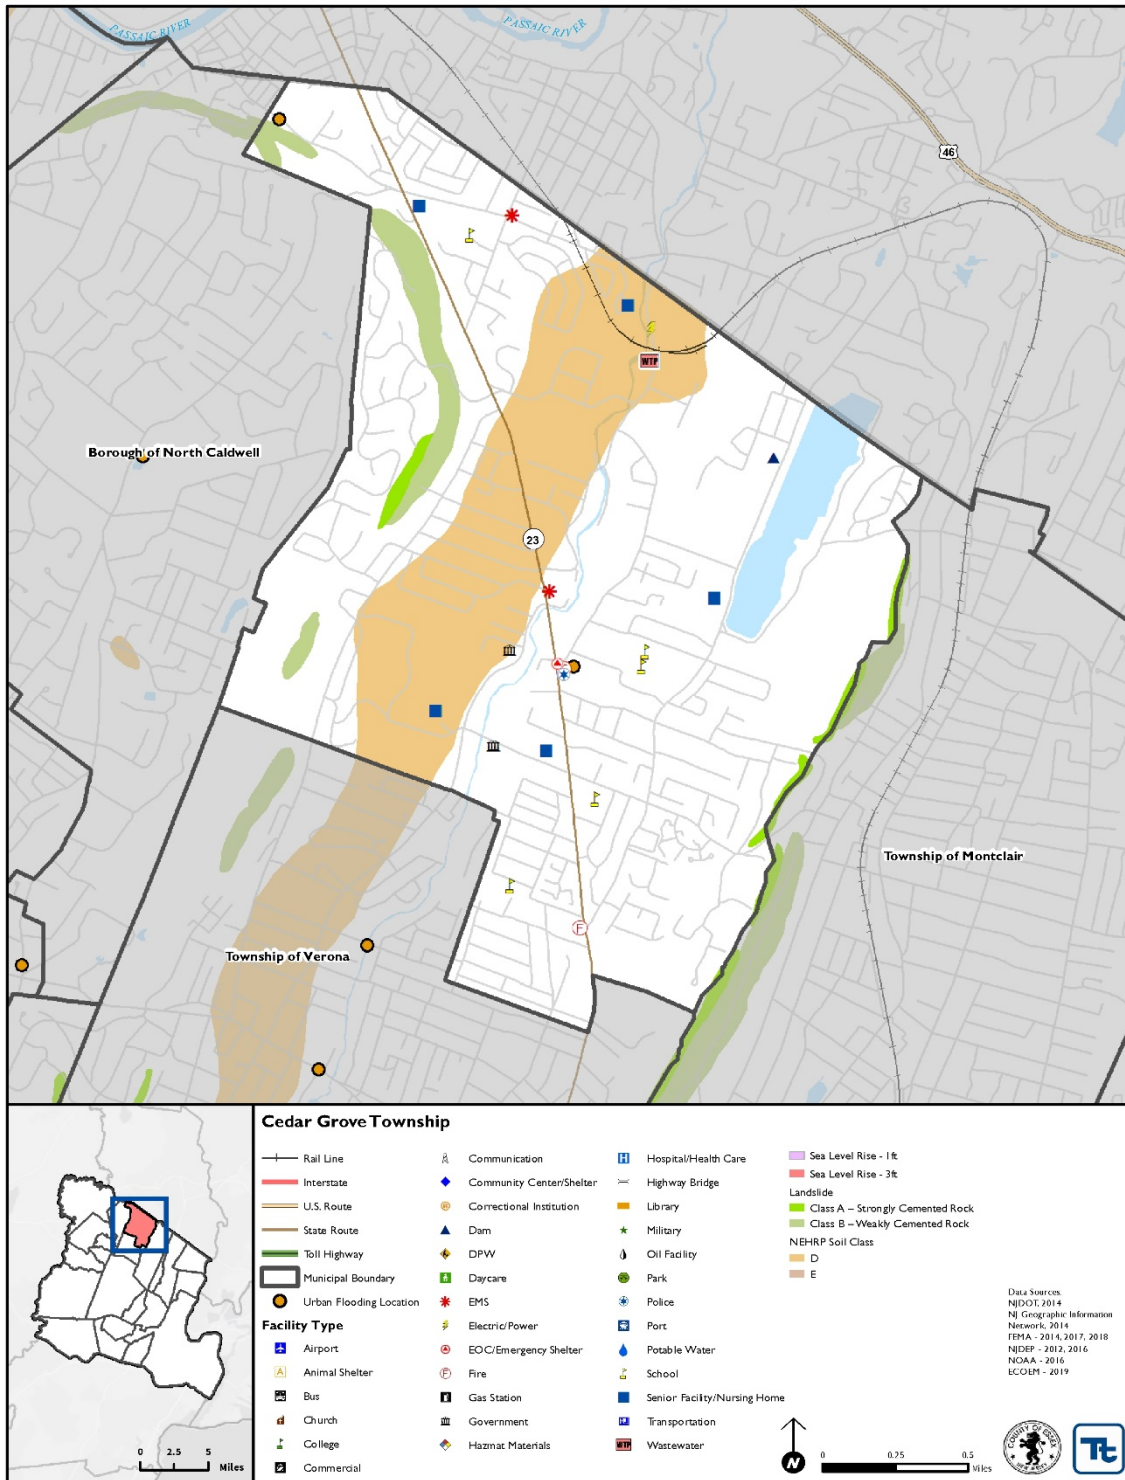 PASSAIC RIVER
PASSAIC RIVER
46
Borough of North Caldwell
23
WTP
Township of Montclair
F
Township of Verona
Cedar Grove Township
Rail Line
Interstate
U.S. Route
State Route
Toll Highway
Municipal Boundary
Urban Flooding Location
Facility Type
Airport
A Animal Shelter
Bus
Church
College
Commercial
Communication
Community Center/Shelter
Correctional Institution
Dam
DPW
Daycare
EMS
Electric/Power
EOC/Emergency Shelter
F Fire
Gas Station
Government
Hazmat Materials
H Hospital/Health Care
Highway Bridge
Library
Military
Oil Facility
Park
Police
Port
Potable Water
School
Senior Facility/Nursing Home
Transportation
WTP Wastewater
Sea Level Rise - 1ft
Sea Level Rise - 3ft
Landslide
Class A – Strongly Cemented Rock
Class B – Weakly Cemented Rock
NEHRP Soil Class
D
E
Data Sources:
NJDOT, 2014
NJ Geographic Information
Network, 2014
FEMA - 2014, 2017, 2018
NJDEP - 2012, 2016
NOAA - 2016
ECOEM - 2019
0 2.5 5
Miles
N
0 0.25 0.5
Miles
COUNTY OF ESSEX
NEW JERSEY
Tt